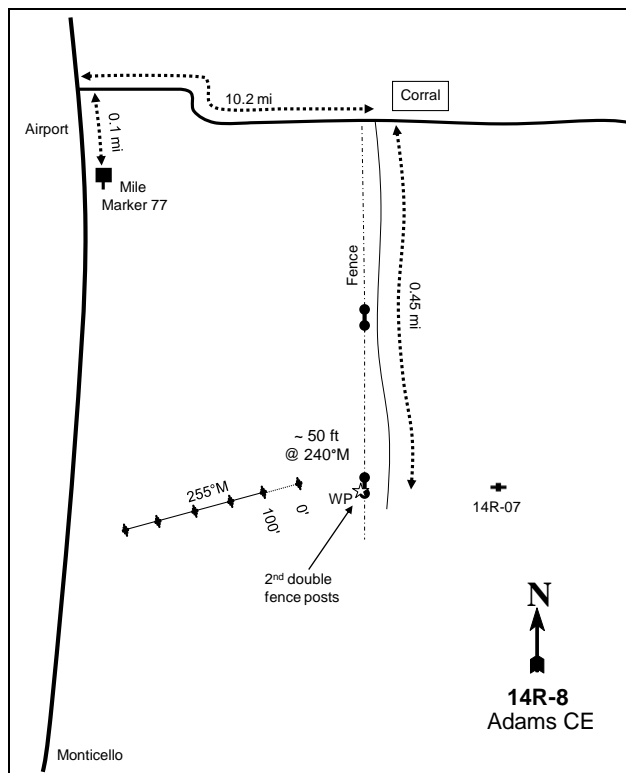 10.2 mi
Corral
Airport
0.1 mi
Mile
Marker 77
Fence
0.45 mi
~ 50 ft
@ 240°M
255°M
WP
14R-07
100'
0'
2nd double
fence posts
N
14R-8
Adams CE
Monticello